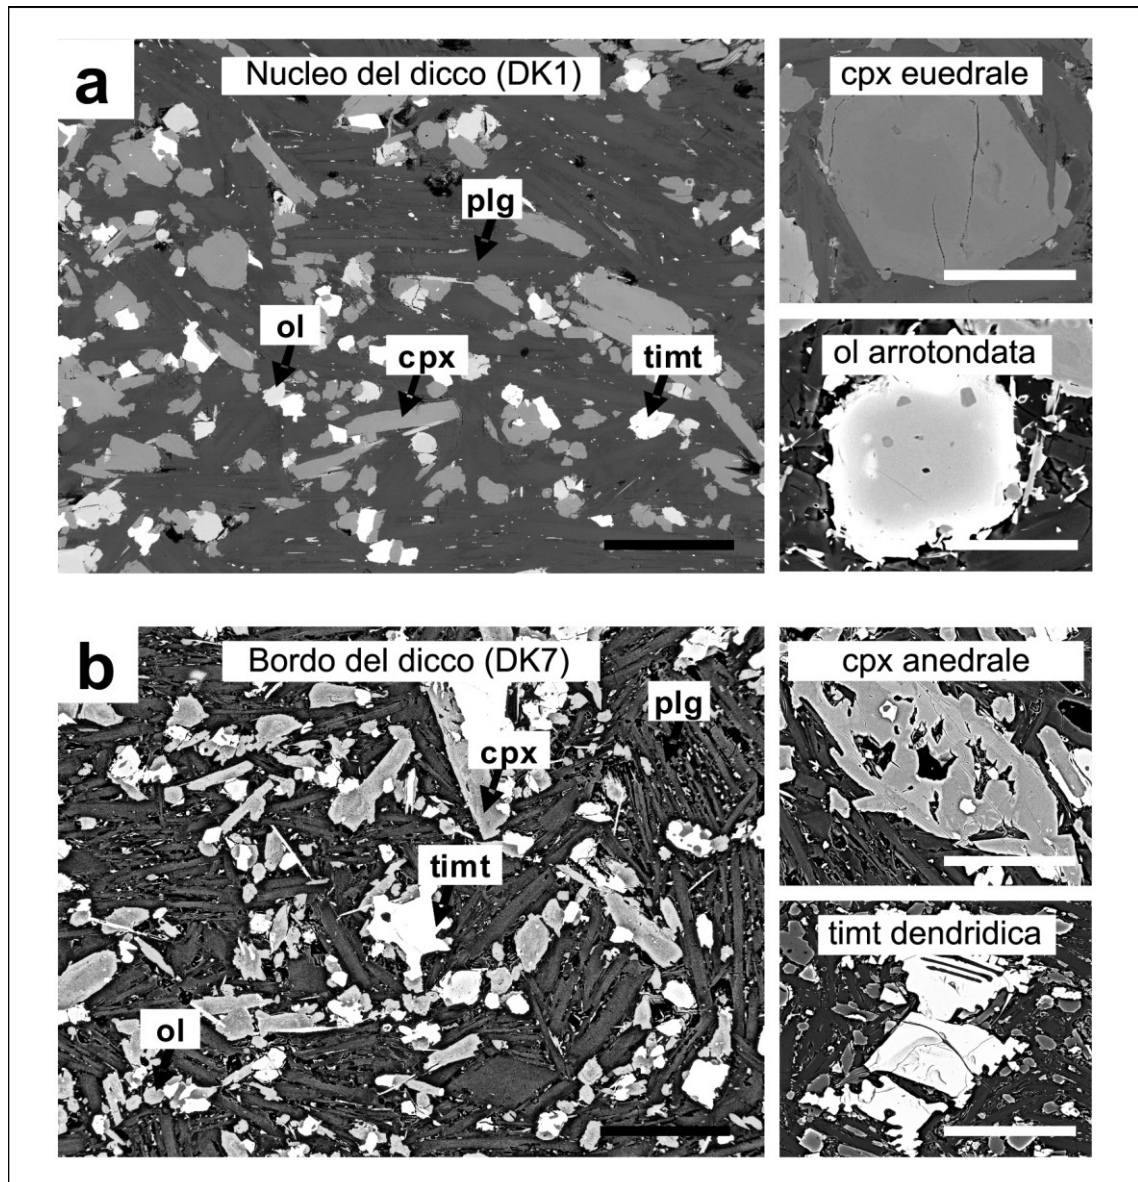 a
Nucleo del dicco (DK1)
plg
ol
cpx
timt
cpx euedrale
ol arrotondata
b
Bordo del dicco (DK7)
plg
cpx
timt
ol
cpx anedrale
timt dendridica